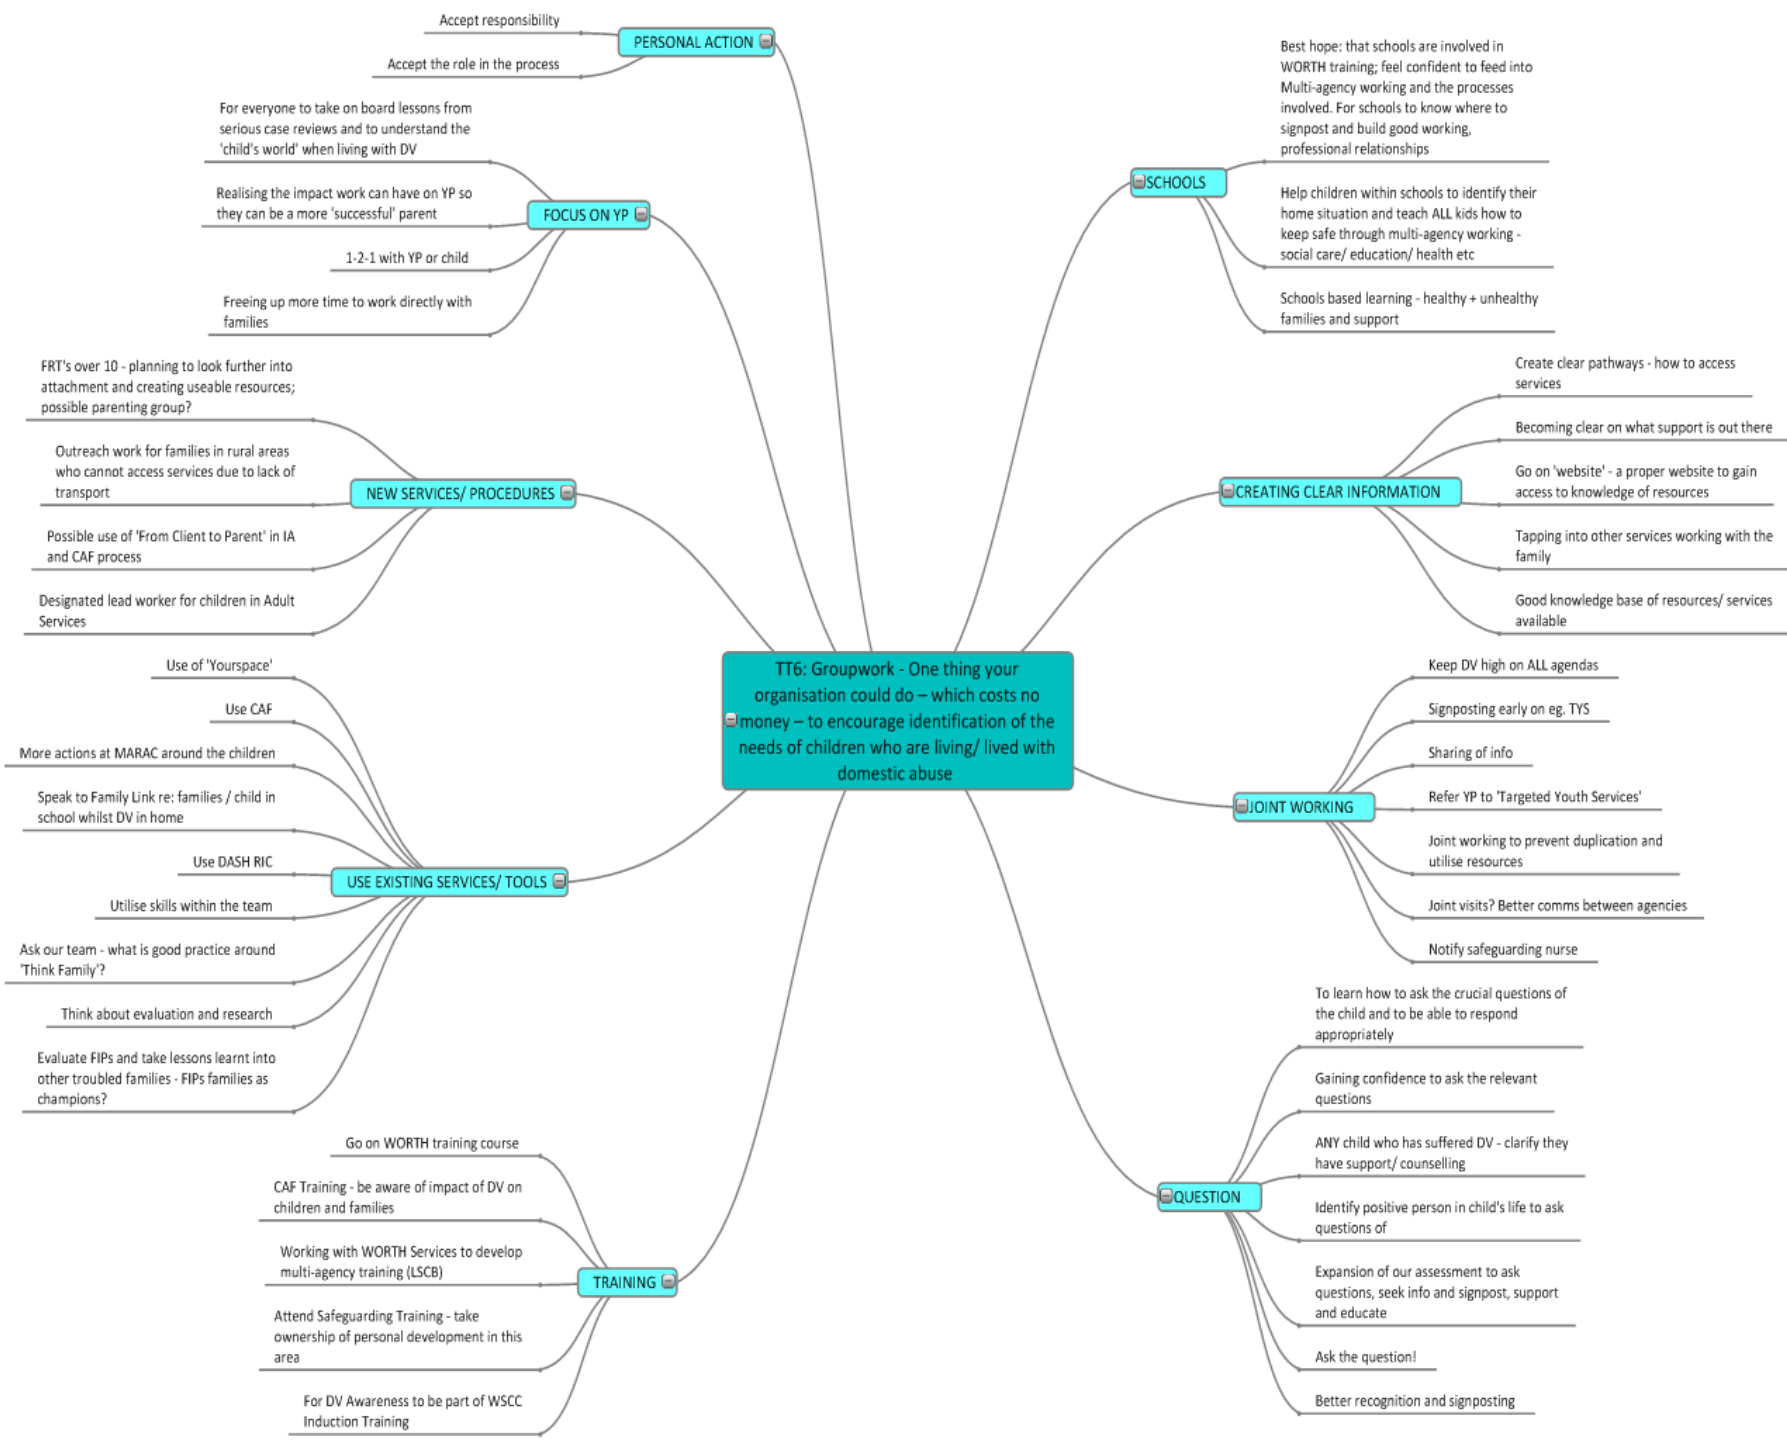 TT6: Groupwork - One thing your
organisation could do – which costs no
money – to encourage identification of the
needs of children who are living/ lived with
domestic abuse
PERSONAL ACTION
Accept responsibility
Accept the role in the process
FOCUS ON YP
For everyone to take on board lessons from
serious case reviews and to understand the
'child's world' when living with DV
Realising the impact work can have on YP so
they can be a more 'successful' parent
1-2-1 with YP or child
Freeing up more time to work directly with
families
NEW SERVICES/ PROCEDURES
FRT's over 10 - planning to look further into
attachment and creating useable resources;
possible parenting group?
Outreach work for families in rural areas
who cannot access services due to lack of
transport
Possible use of 'From Client to Parent' in IA
and CAF process
Designated lead worker for children in Adult
Services
USE EXISTING SERVICES/ TOOLS
Use of 'Yourspace'
Use CAF
More actions at MARAC around the children
Speak to Family Link re: families / child in
school whilst DV in home
Use DASH RIC
Utilise skills within the team
Ask our team - what is good practice around
'Think Family'?
Think about evaluation and research
Evaluate FIPs and take lessons learnt into
other troubled families - FIPs families as
champions?
TRAINING
Go on WORTH training course
CAF Training - be aware of impact of DV on
children and families
Working with WORTH Services to develop
multi-agency training (LSCB)
Attend Safeguarding Training - take
ownership of personal development in this
area
For DV Awareness to be part of WSCC
Induction Training
SCHOOLS
Best hope: that schools are involved in
WORTH training; feel confident to feed into
Multi-agency working and the processes
involved. For schools to know where to
signpost and build good working,
professional relationships
Help children within schools to identify their
home situation and teach ALL kids how to
keep safe through multi-agency working -
social care/ education/ health etc
Schools based learning - healthy + unhealthy
families and support
CREATING CLEAR INFORMATION
Create clear pathways - how to access
services
Becoming clear on what support is out there
Go on 'website' - a proper website to gain
access to knowledge of resources
Tapping into other services working with the
family
Good knowledge base of resources/ services
available
JOINT WORKING
Keep DV high on ALL agendas
Signposting early on eg. TYS
Sharing of info
Refer YP to 'Targeted Youth Services'
Joint working to prevent duplication and
utilise resources
Joint visits? Better comms between agencies
Notify safeguarding nurse
QUESTION
To learn how to ask the crucial questions of
the child and to be able to respond
appropriately
Gaining confidence to ask the relevant
questions
ANY child who has suffered DV - clarify they
have support/ counselling
Identify positive person in child's life to ask
questions of
Expansion of our assessment to ask
questions, seek info and signpost, support
and educate
Ask the question!
Better recognition and signposting